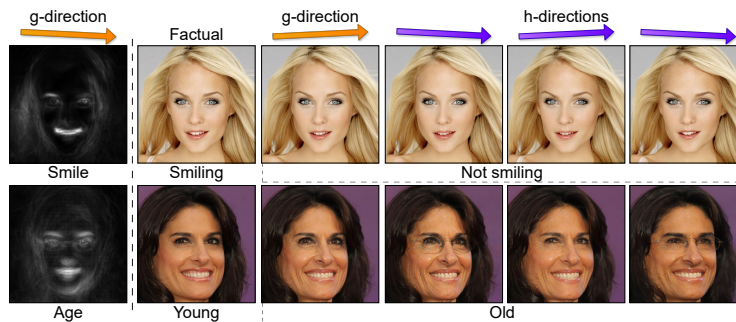 g-direction
Factual
g-direction
h-directions
Smile
Smiling
Not smiling
Age
Young
Old